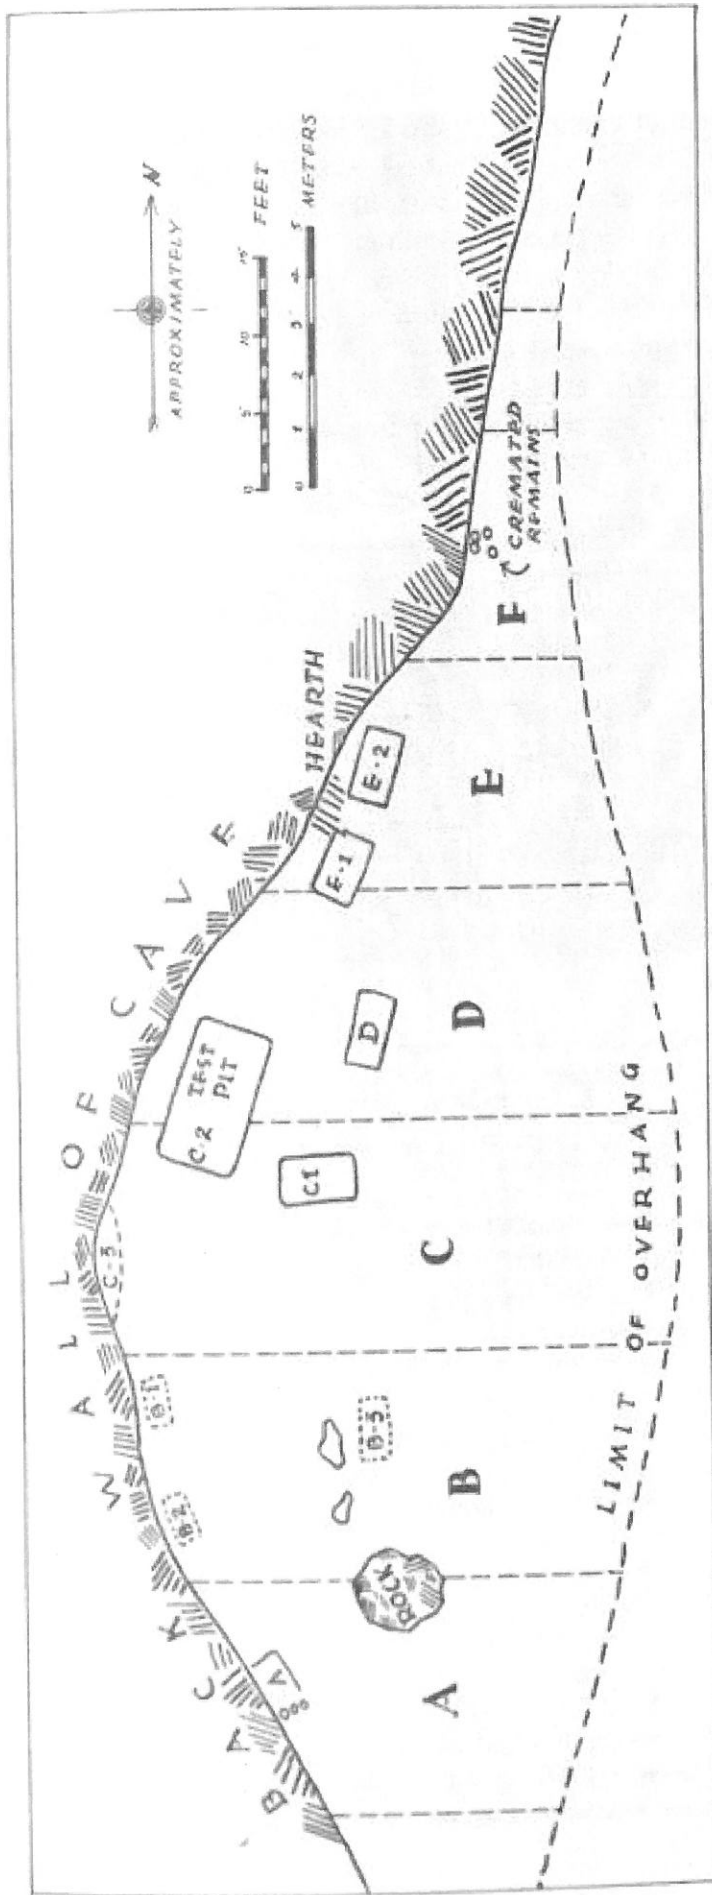 N
APPROXIMATELY
0 5 10 15 FEET
0 1 2 3 4 5 METERS
BACK WALL OF CAVE
HEARTH
A
ROCK
A
B-2
B-1
B-3
B
C-3
C1
C-2 TEST
PIT
C
D
D
E-1
E-2
E
F
CREMATED
REMAINS
LIMIT OF OVERHANG